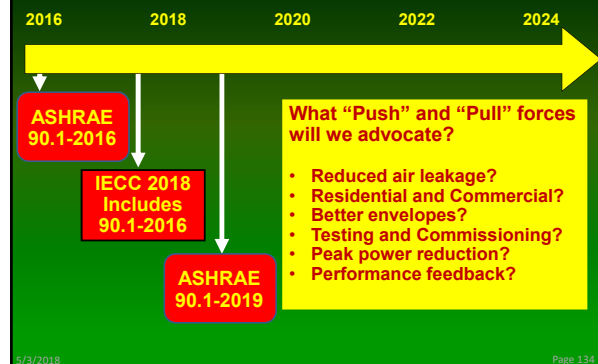 2016 2018 2020 2022 2024
ASHRAE
90.1-2016
IECC 2018
Includes
90.1-2016
ASHRAE
90.1-2019
What “Push” and “Pull” forces
will we advocate?
• Reduced air leakage?
• Residential and Commercial?
• Better envelopes?
• Testing and Commissioning?
• Peak power reduction?
• Performance feedback?
5/3/2018 Page 134